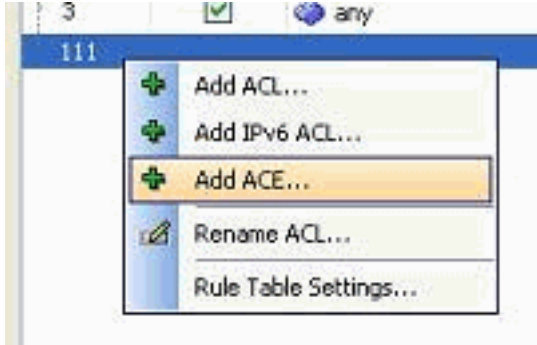 3 any
111
Add ACL...
Add IPv6 ACL...
Add ACE...
Rename ACL...
Rule Table Settings...